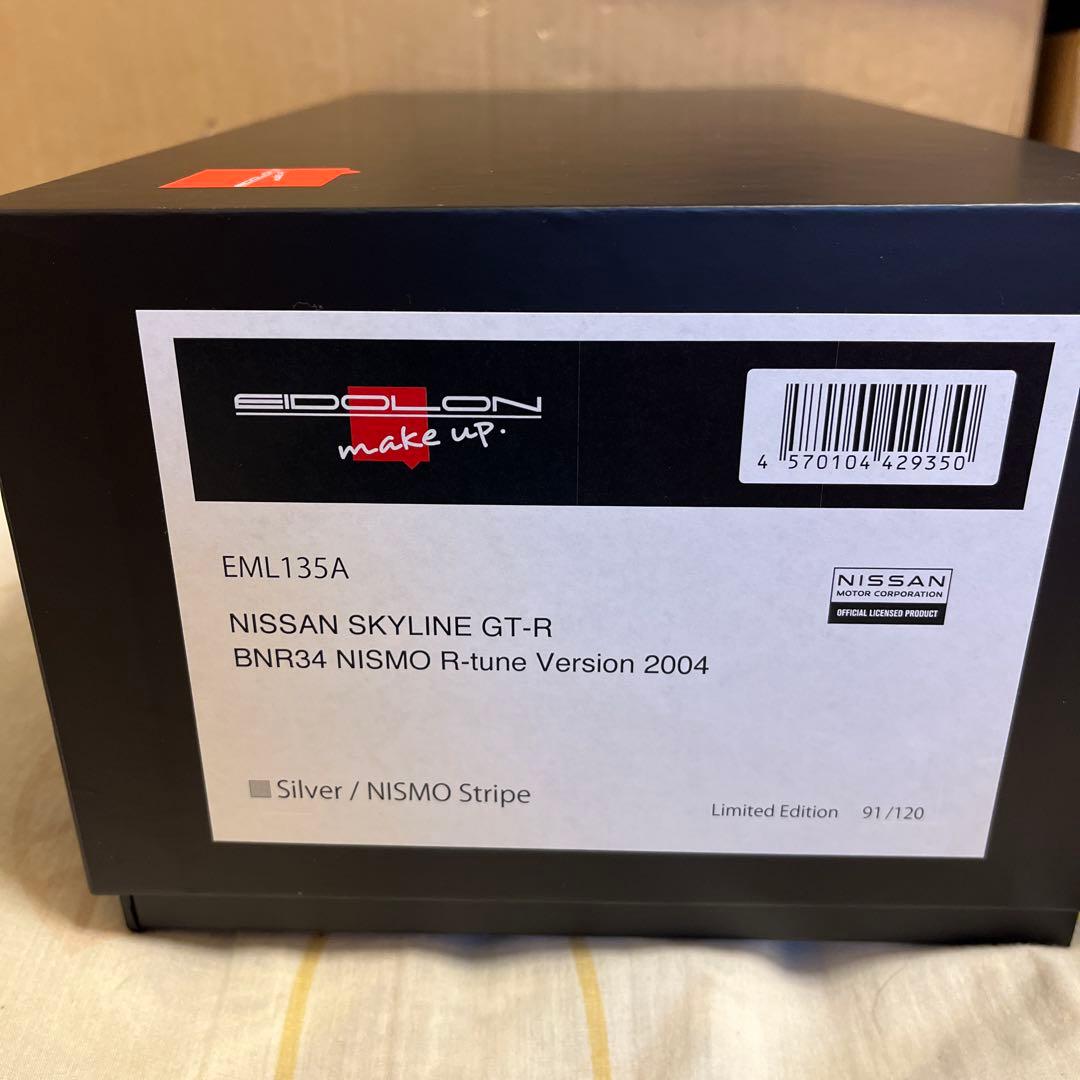 EIDOLON
EIDOLON
make up.
4 570104 429350
EML135A
NISSAN
MOTOR CORPORATION
OFFICIAL LICENSED PRODUCT
NISSAN SKYLINE GT-R
BNR34 NISMO R-tune Version 2004
Silver / NISMO Stripe
Limited Edition 91/120